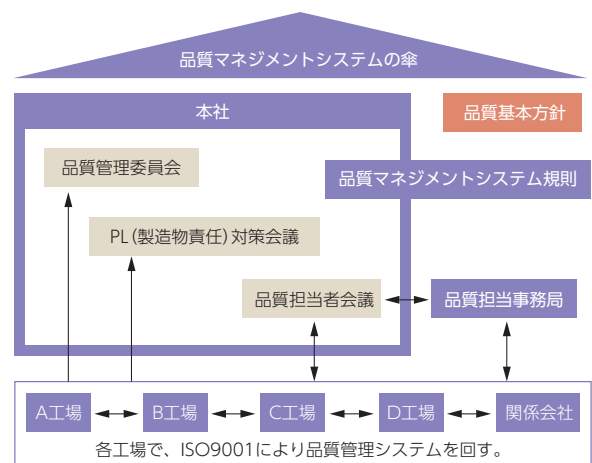 品質マネジメントシステムの傘
本社
品質基本方針
品質管理委員会
品質マネジメントシステム規則
PL(製造物責任)対策会議
品質担当者会議
品質担当事務局
A工場
B工場
C工場
D工場
関係会社
各工場で、ISO9001により品質管理システムを回す。